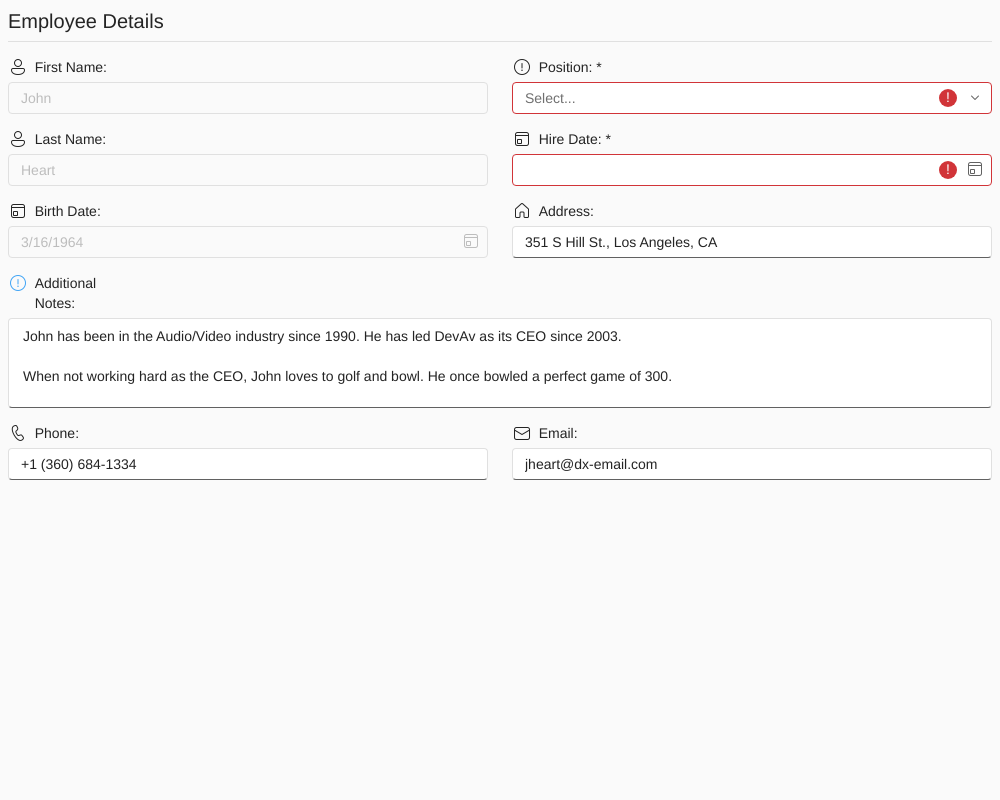 Employee Details
First Name:
John
Position: *
Select...
Last Name:
Heart
Hire Date: *
Birth Date:
3/16/1964
Address:
351 S Hill St., Los Angeles, CA
Additional
Notes:
John has been in the Audio/Video industry since 1990. He has led DevAv as its CEO since 2003.
When not working hard as the CEO, John loves to golf and bowl. He once bowled a perfect game of 300.
Phone:
+1 (360) 684-1334
Email:
jheart@dx-email.com